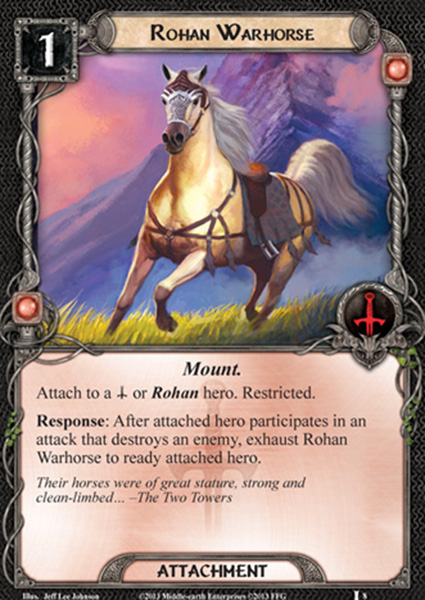 1
ROHAN WARHORSE
Mount.
Attach to a or Rohan hero. Restricted.
Response: After attached hero participates in an
attack that destroys an enemy, exhaust Rohan
Warhorse to ready attached hero.
Their horses were of great stature, strong and
clean-limbed… –The Two Towers
ATTACHMENT
Illus. Jeff Lee Johnson ©2013 Middle-earth Enterprises ©2013 FFG 8